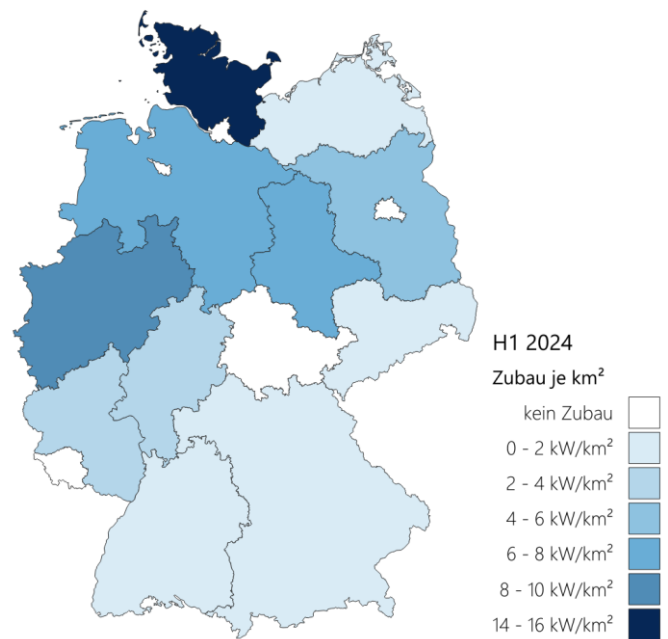 H1 2024
Zubau je km²
kein Zubau
0 - 2 kW/km²
2 - 4 kW/km²
4 - 6 kW/km²
6 - 8 kW/km²
8 - 10 kW/km²
14 - 16 kW/km²